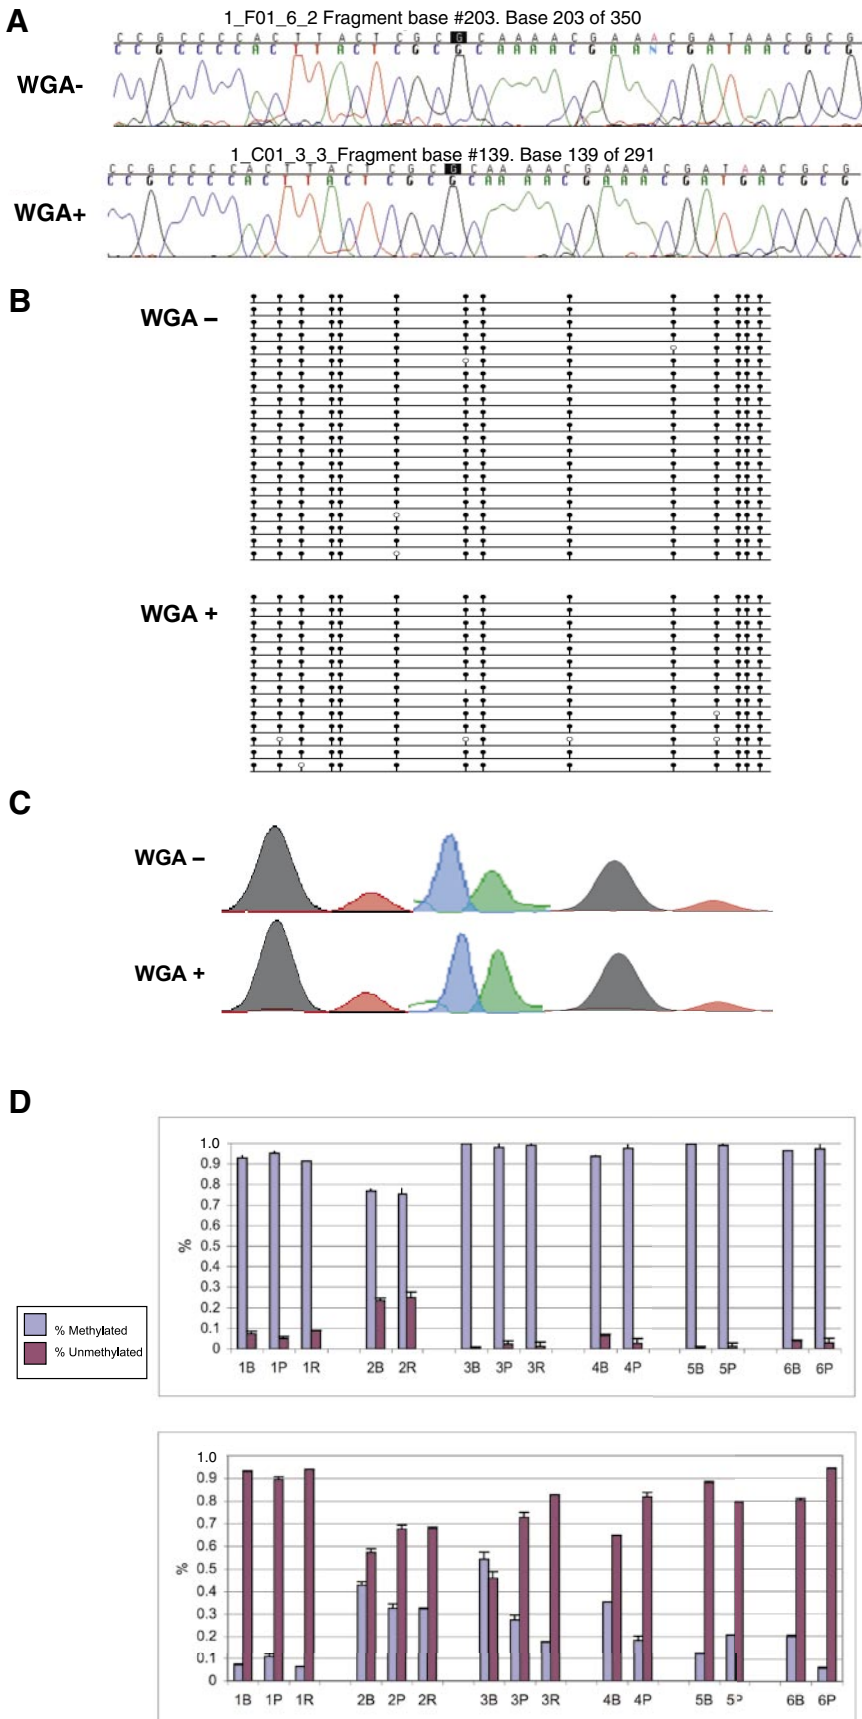 A
1_F01_6_2 Fragment base #203. Base 203 of 350
C C G C C C C A C T T A C T C G C G C A A A A C G A A A C G A T A A C G C G
C C G C C C C A C T T A C T C G C G C A A A A C G A A N C G A T A A C G C G
WGA-
1_C01_3_3_Fragment base #139. Base 139 of 291
C C G C C C C A C T T A C T C G C G C A A A A C G A A A C G A T A A C G C G
C C G C C C C A C T T A C T C G C G C A A A A C G A A A C G A T G A C G C G
WGA+
B
WGA –
WGA +
C
WGA –
WGA +
D
1.0
0.9
0.8
0.7
0.6
0.5
0.4
0.3
0.2
0.1
0
%
1B 1P 1R 2B 2R 3B 3P 3R 4B 4P 5B 5P 6B 6P
% Methylated
% Unmethylated
1.0
0.9
0.8
0.7
0.6
0.5
0.4
0.3
0.2
0.1
0
%
1B 1P 1R 2B 2P 2R 3B 3P 3R 4B 4P 5B 5P 6B 6P